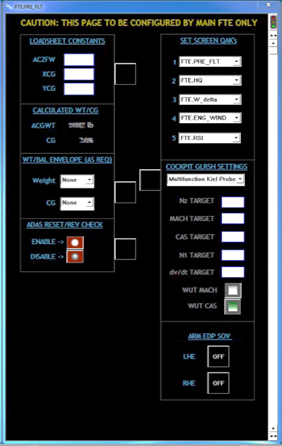 FTE.PRE_FLT
CAUTION: THIS PAGE TO BE CONFIGURED BY MAIN FTE ONLY
LOADSHEET CONSTANTS
ACZFW
XCG
YCG
CALCULATED WT/CG
ACGWT lb
CG
WT/BAL ENVELOPE (AS REQ)
Weight None
CG None
ADAS RESET/REV CHECK
ENABLE ->
DISABLE ->
SET SCREEN QAK's
1 FTE.PRE_FLT
2 FTE.HQ
3 FTE.W_delta
4 FTE.ENG_WIND
5 FTE.RSI
COCKPIT GLRSH SETTINGS
Multifunction Kiel Probe
Nz TARGET
MACH TARGET
CAS TARGET
N1 TARGET
dv/dt TARGET
WUT MACH
WUT CAS
ARM EDP SOV
LHE OFF
RHE OFF